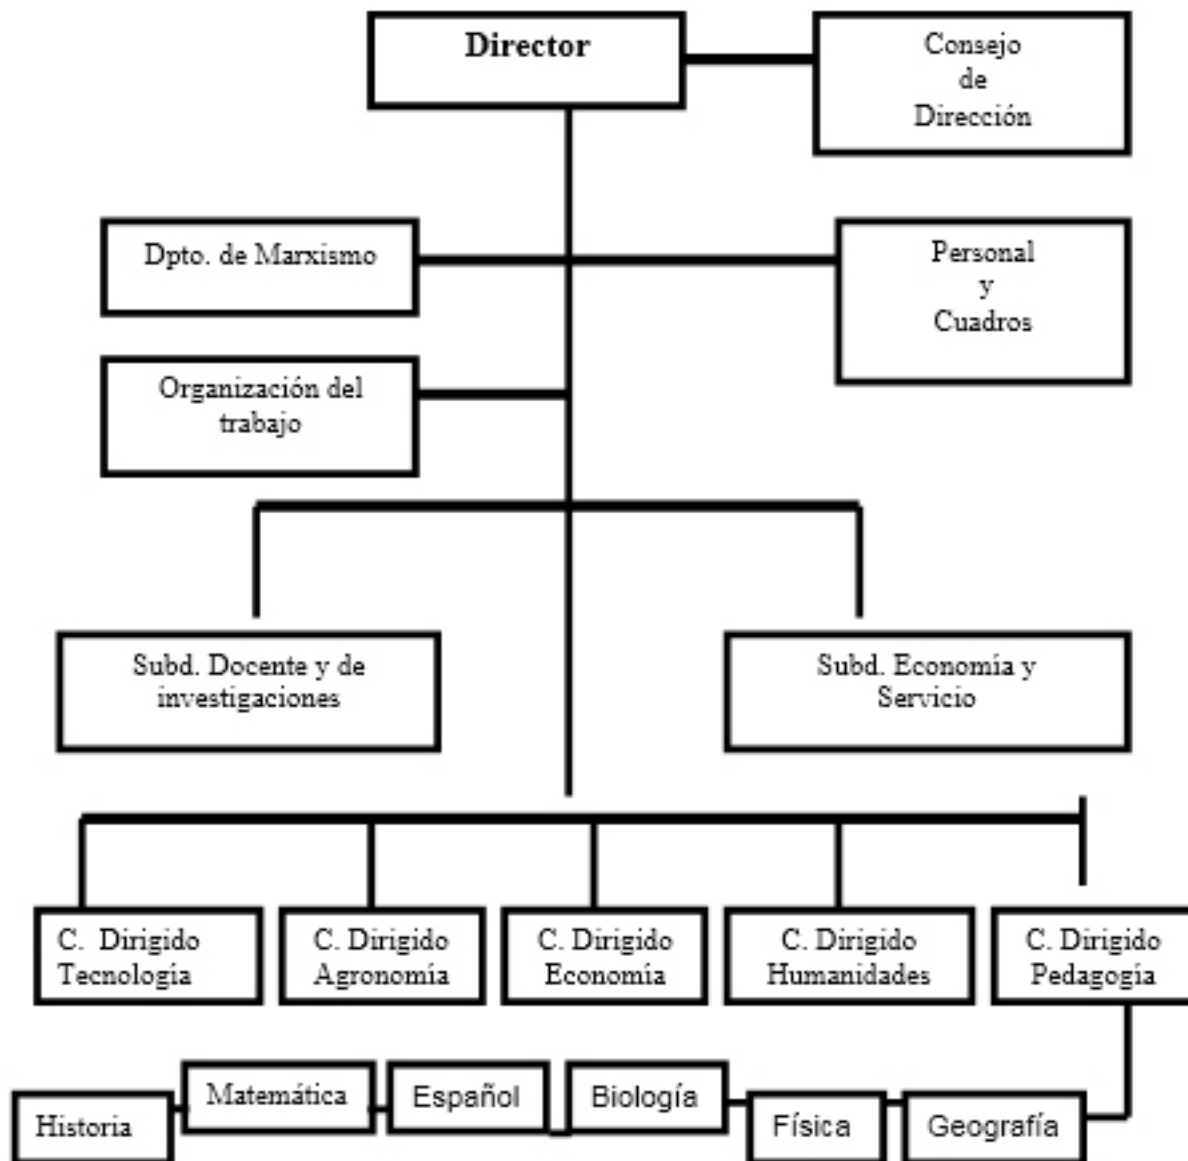 Director
Consejo
de
Dirección
Dpto. de Marxismo
Personal
y
Cuadros
Organización del
trabajo
Subd. Docente y de
investigaciones
Subd. Economía y
Servicio
C. Dirigido
Tecnología
C. Dirigido
Agronomía
C. Dirigido
Economía
C. Dirigido
Humanidades
C. Dirigido
Pedagogía
Historia
Matemática
Español
Biología
Física
Geografía